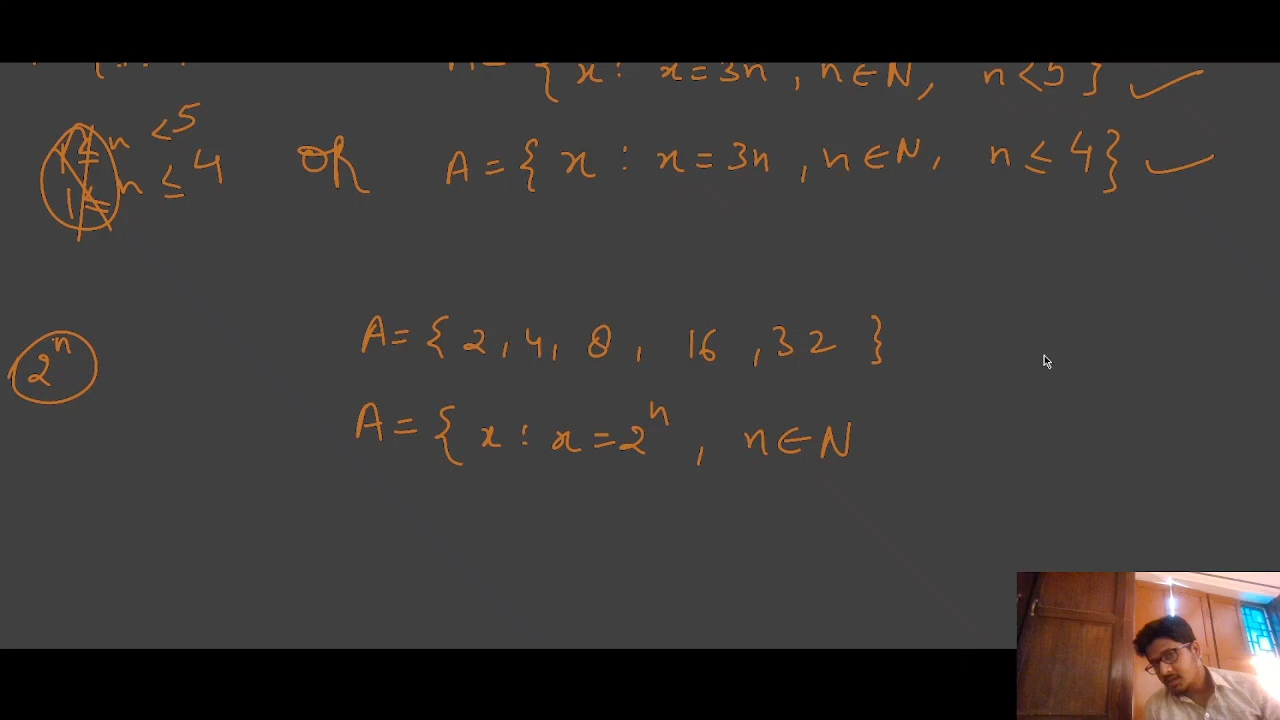 { x : x = 3n , n ∈ N, n < 5 }
n < 5
n ≤ 4
or A = { x : x = 3n , n ∈ N, n ≤ 4 }
A = { 2 , 4 , 8 , 16 , 32 }
2ⁿ
A = { x : x = 2ⁿ , n ∈ N